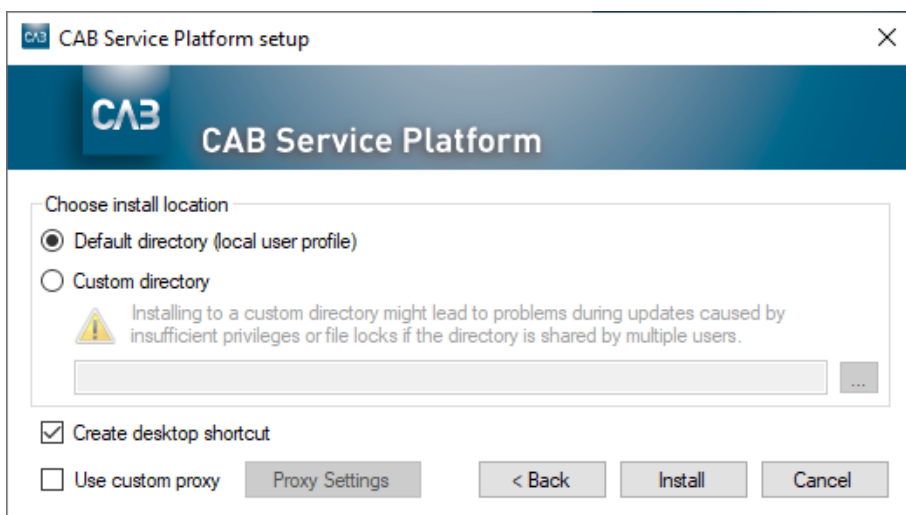 CAB CAB Service Platform setup
CAB
CAB Service Platform
Choose install location
Default directory (local user profile)
Custom directory
Installing to a custom directory might lead to problems during updates caused by
insufficient privileges or file locks if the directory is shared by multiple users.
...
Create desktop shortcut
Use custom proxy Proxy Settings < Back Install Cancel